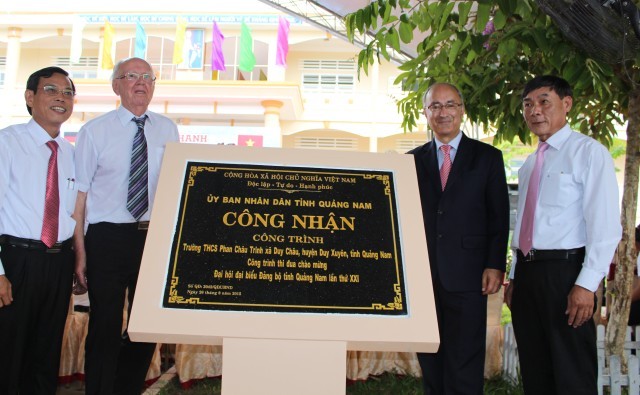 CỘNG HÒA XÃ HỘI CHỦ NGHĨA VIỆT NAM
Độc lập - Tự do - Hạnh phúc
ỦY BAN NHÂN DÂN TỈNH QUẢNG NAM
CÔNG NHẬN
CÔNG TRÌNH
Trường THCS Phan Châu Trinh xã Duy Châu, huyện Duy Xuyên, tỉnh Quảng Nam
Công trình thi đua chào mừng
Đại hội đại biểu Đảng bộ tỉnh Quảng Nam lần thứ XXI
HẠNH